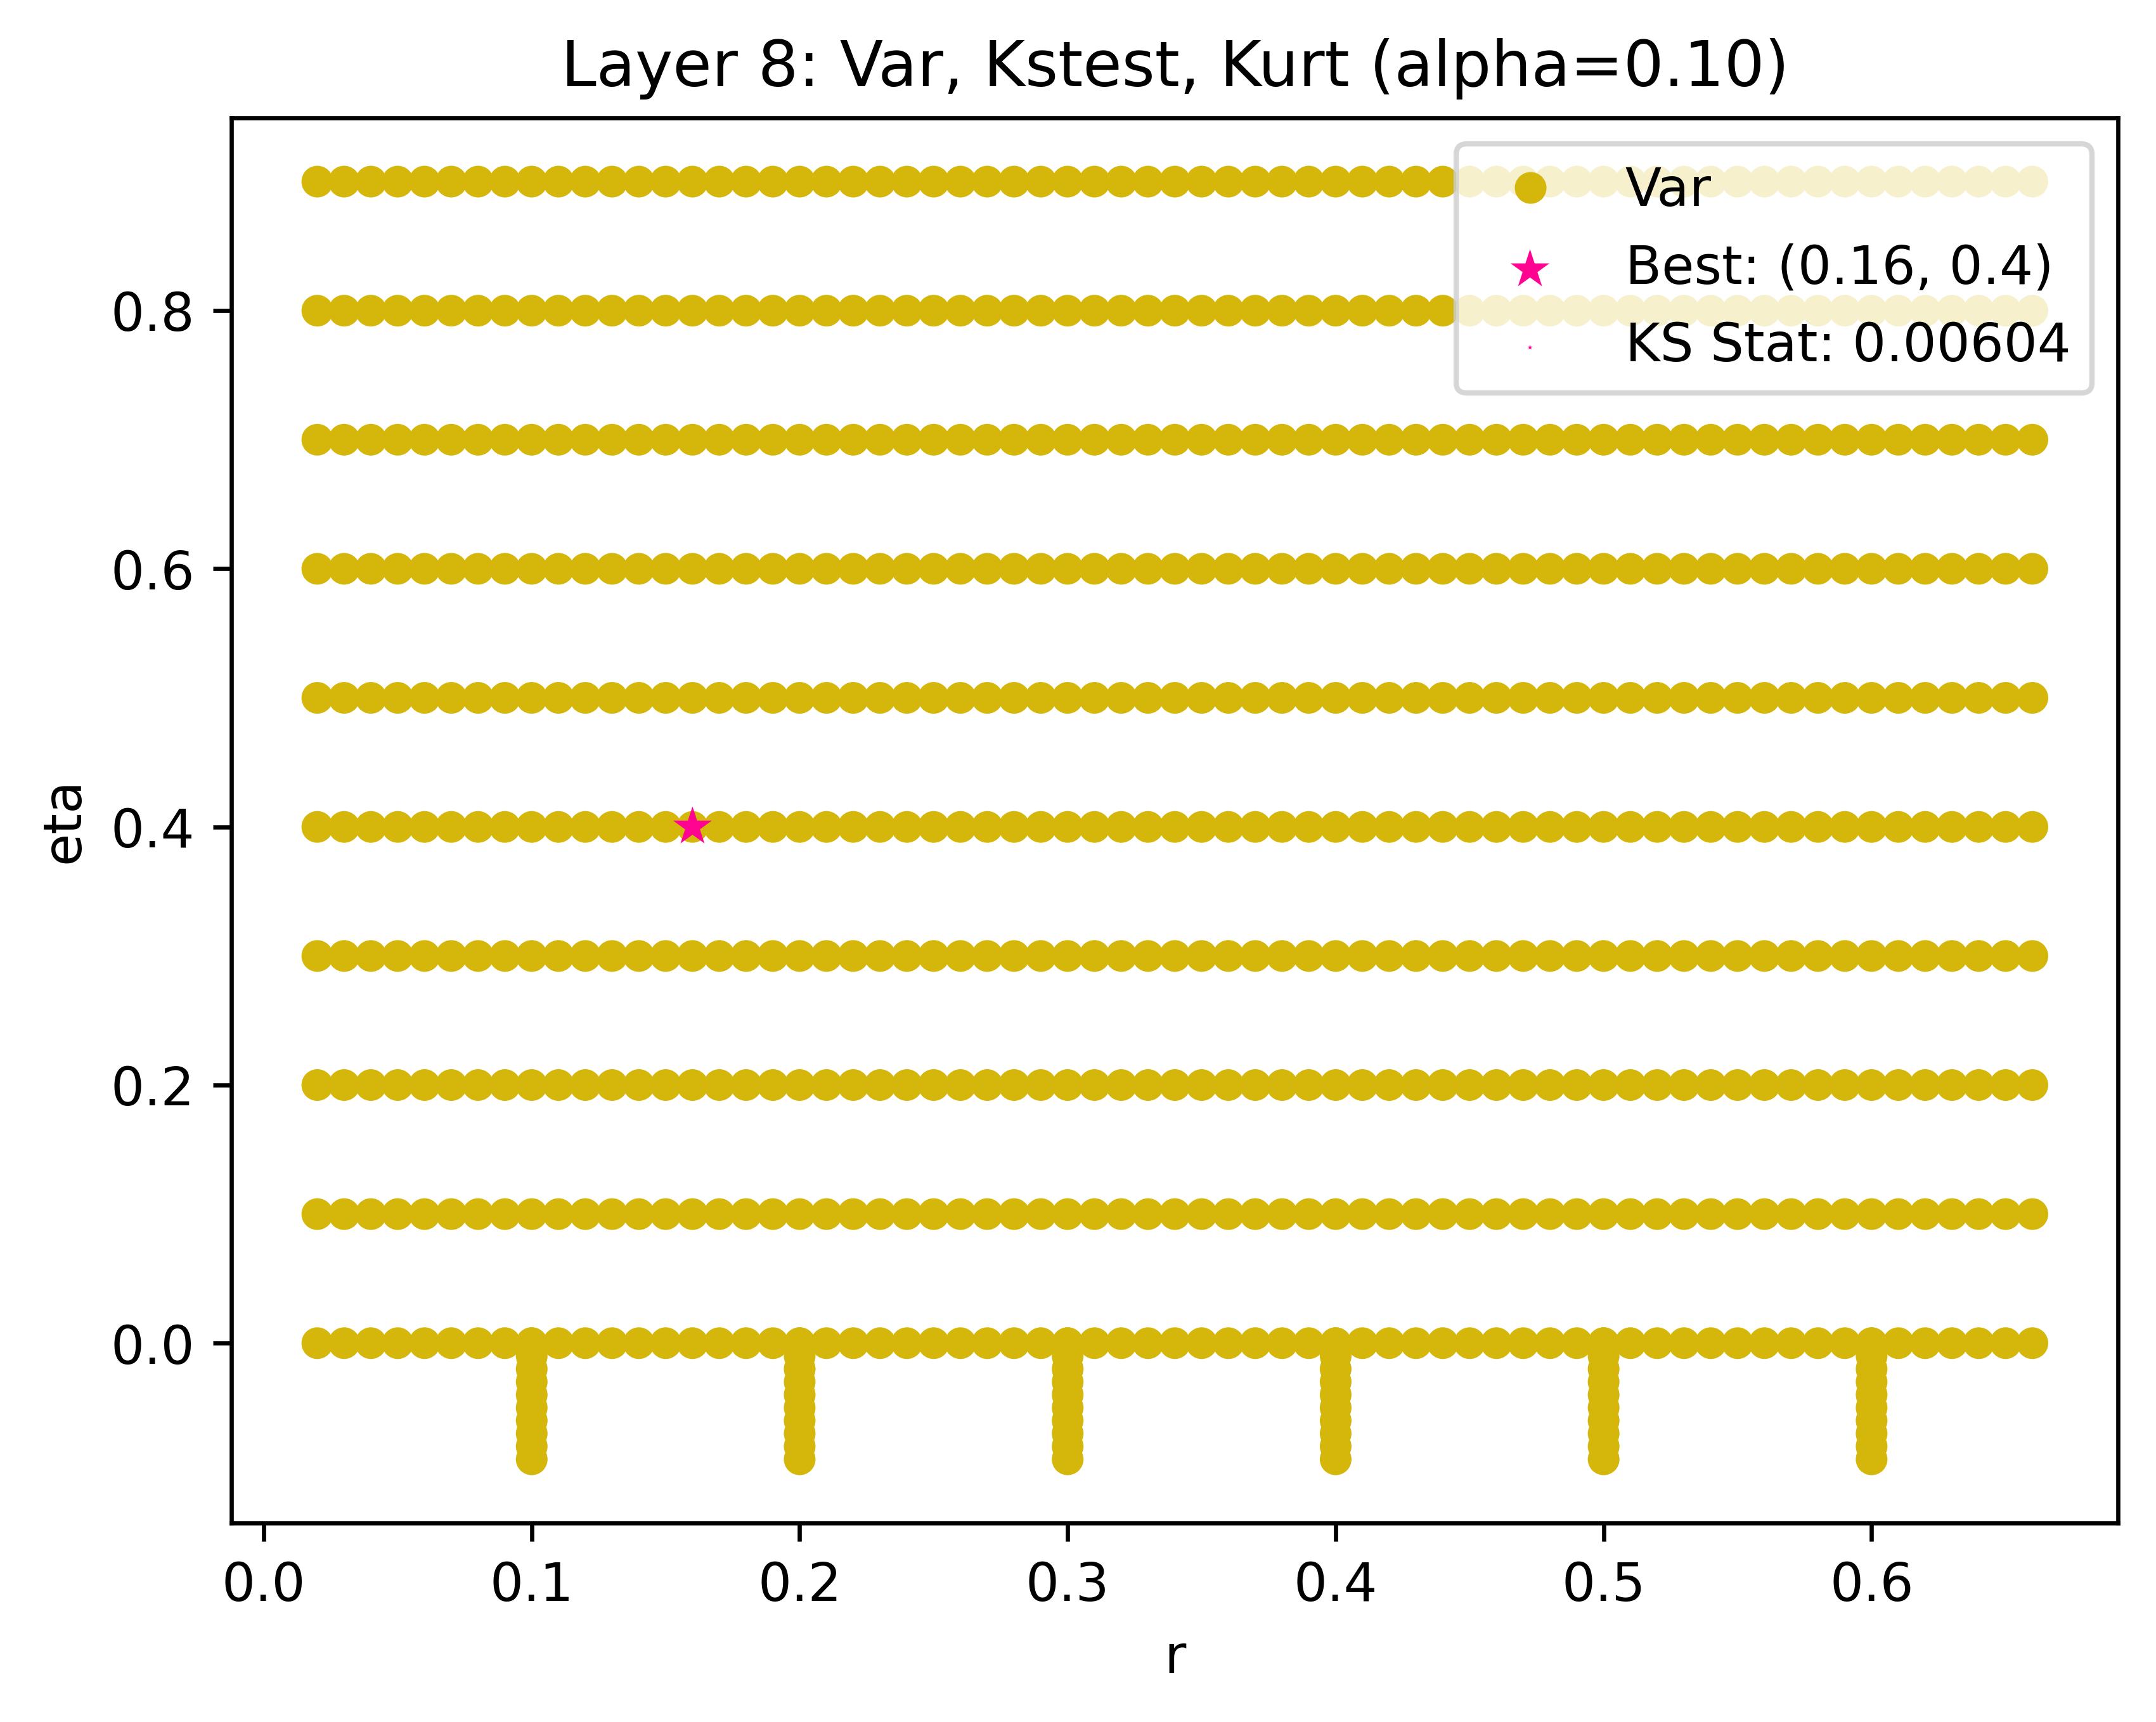 Layer 8: Var, Kstest, Kurt (alpha=0.10)
Var
Best: (0.16, 0.4)
KS Stat: 0.00604
eta
0.8
0.6
0.4
0.2
0.0
0.0 0.1 0.2 0.3 0.4 0.5 0.6
r